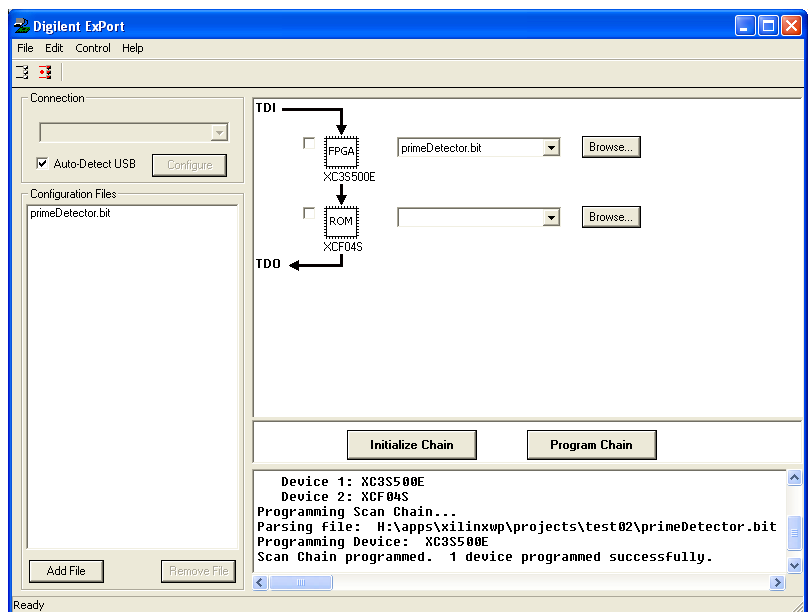 Digilent ExPort
File Edit Control Help
Connection
Auto-Detect USB Configure
Configuration Files
primeDetector.bit
Add File Remove File
TDI
FPGA primeDetector.bit Browse...
XC3S500E
ROM Browse...
XCF04S
TDO
Initialize Chain Program Chain
Device 1: XC3S500E
Device 2: XCF04S
Programming Scan Chain...
Parsing file: H:\apps\xilinxwp\projects\test02\primeDetector.bit
Programming Device: XC3S500E
Scan Chain programmed. 1 device programmed successfully.
Ready